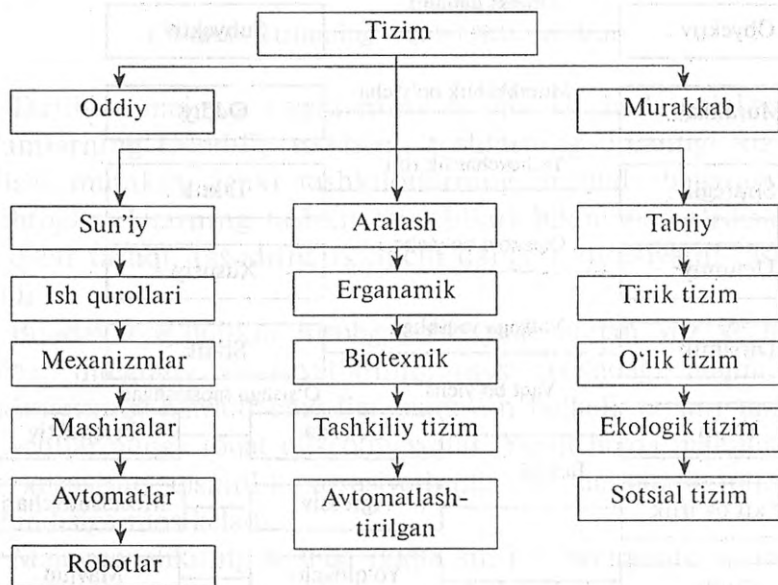 Tizim
Oddiy
Murakkab
Sun'iy
Aralash
Tabiiy
Ish qurollari
Erganamik
Tirik tizim
Mexanizmlar
Biotexnik
O‘lik tizim
Mashinalar
Tashkiliy tizim
Ekologik tizim
Aytomatlar
Avtomatlash-
tirilgan
Sotsial tizim
Robotlar